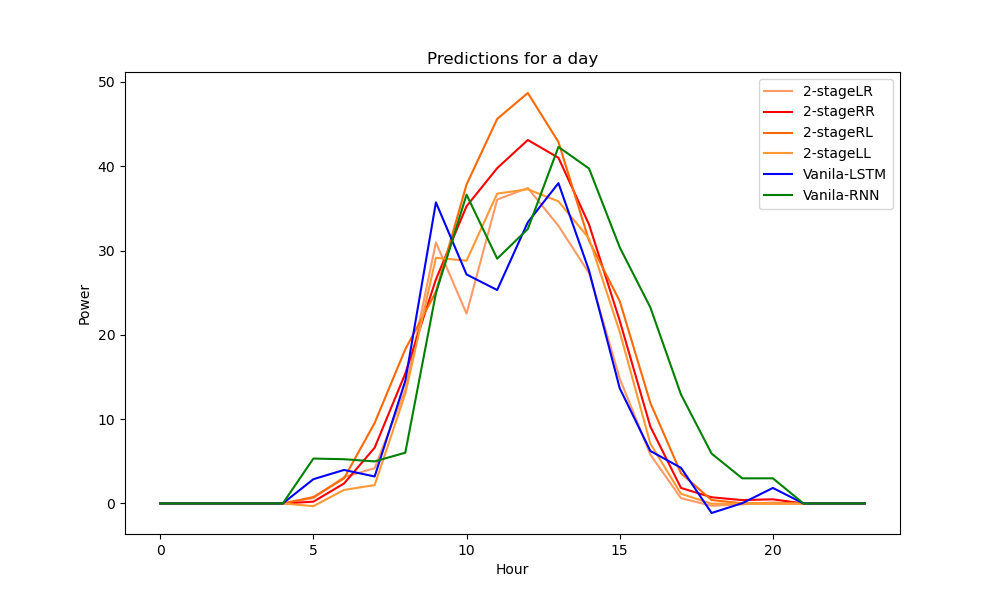 Predictions for a day
50
40
30
20
10
0
Power
2-stageLR
2-stageRR
2-stageRL
2-stageLL
Vanila-LSTM
Vanila-RNN
0 5 10 15 20
Hour